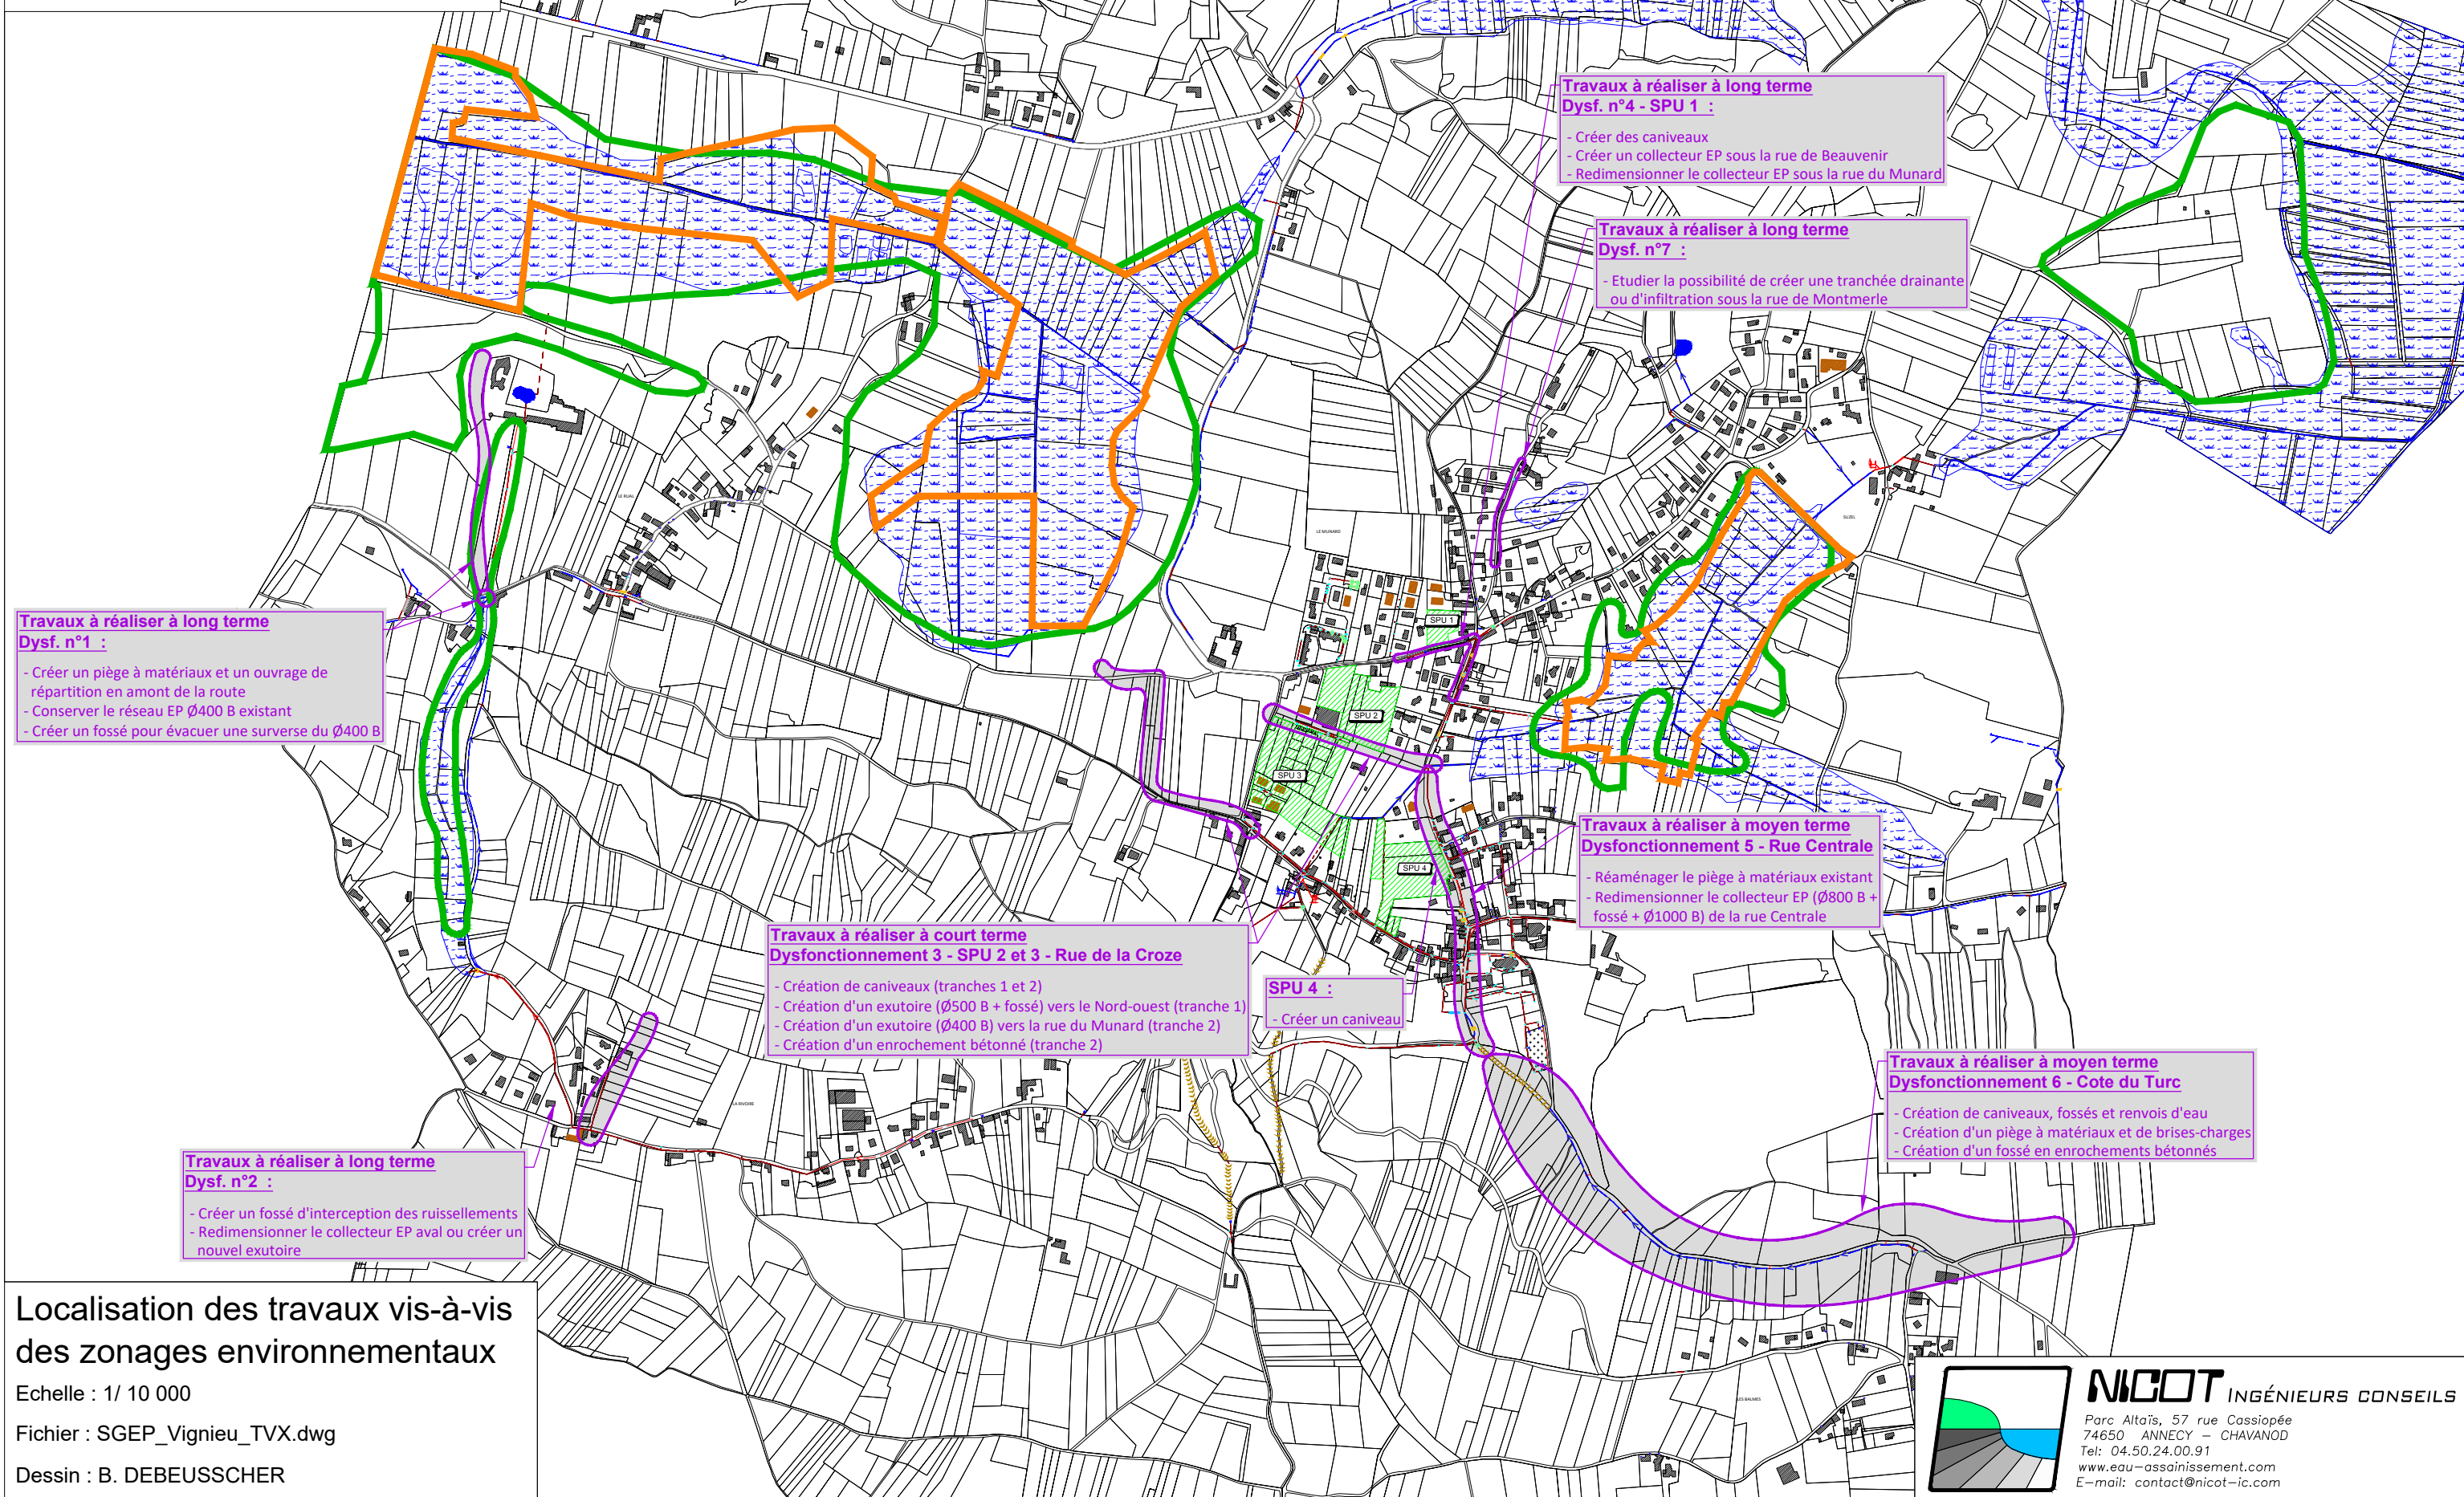 Travaux à réaliser à long terme
Dysf. n°4 - SPU 1 :
- Créer des caniveaux
- Créer un collecteur EP sous la rue de Beauvenir
- Redimensionner le collecteur EP sous la rue du Munard
Travaux à réaliser à long terme
Dysf. n°7 :
- Etudier la possibilité de créer une tranchée drainante
ou d'infiltration sous la rue de Montmerle
LE RUAL
LE MUNARD
SUZEL
Travaux à réaliser à long terme
Dysf. n°1 :
- Créer un piège à matériaux et un ouvrage de
répartition en amont de la route
- Conserver le réseau EP Ø400 B existant
- Créer un fossé pour évacuer une surverse du Ø400 B
SPU 1
SPU 2
SPU 3
SPU 4
Travaux à réaliser à moyen terme
Dysfonctionnement 5 - Rue Centrale
- Réaménager le piège à matériaux existant
- Redimensionner le collecteur EP (Ø800 B +
fossé + Ø1000 B) de la rue Centrale
Travaux à réaliser à court terme
Dysfonctionnement 3 - SPU 2 et 3 - Rue de la Croze
- Création de caniveaux (tranches 1 et 2)
- Création d'un exutoire (Ø500 B + fossé) vers le Nord-ouest (tranche 1)
- Création d'un exutoire (Ø400 B) vers la rue du Munard (tranche 2)
- Création d'un enrochement bétonné (tranche 2)
SPU 4 :
- Créer un caniveau
Travaux à réaliser à moyen terme
Dysfonctionnement 6 - Cote du Turc
- Création de caniveaux, fossés et renvois d'eau
- Création d'un piège à matériaux et de brises-charges
- Création d'un fossé en enrochements bétonnés
LA RIVOIRE
Travaux à réaliser à long terme
Dysf. n°2 :
- Créer un fossé d'interception des ruissellements
- Redimensionner le collecteur EP aval ou créer un
nouvel exutoire
LES BALMES
Localisation des travaux vis-à-vis
des zonages environnementaux
Echelle : 1/ 10 000
Fichier : SGEP_Vignieu_TVX.dwg
Dessin : B. DEBEUSSCHER
NICOT INGÉNIEURS CONSEILS
Parc Altaïs, 57 rue Cassiopée
74650 ANNECY - CHAVANOD
Tel: 04.50.24.00.91
www.eau-assainissement.com
E-mail: contact@nicot-ic.com